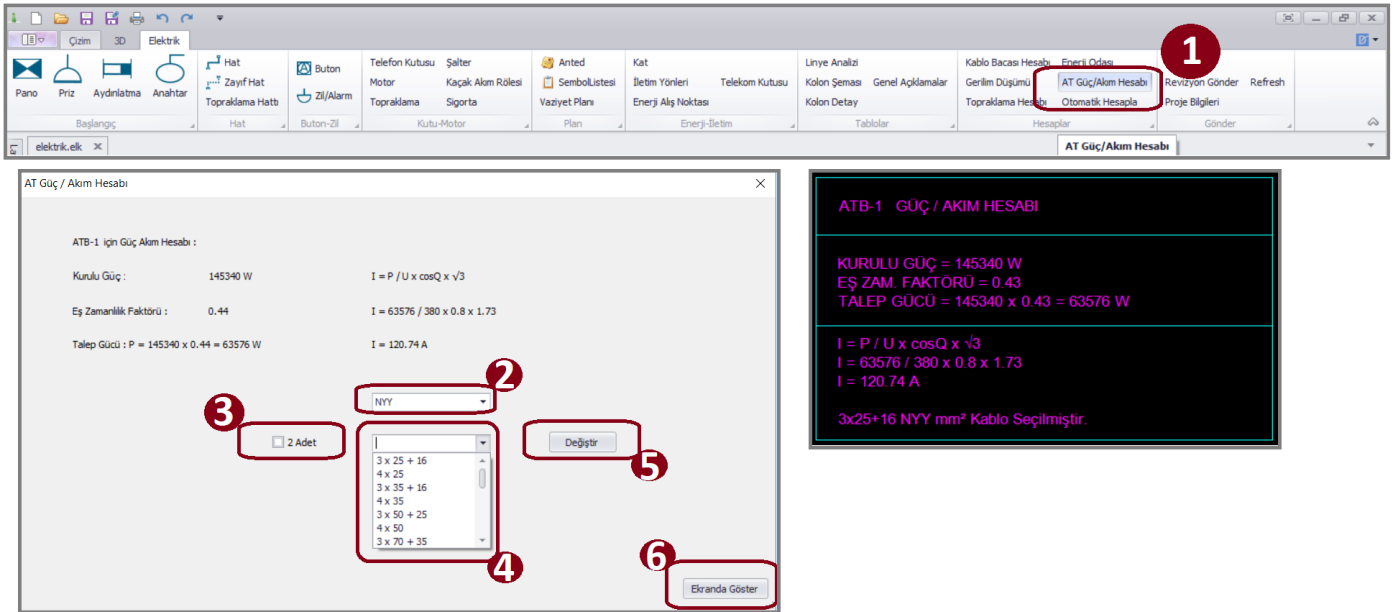 Çizim 3D Elektrik
Pano Priz Aydınlatma Anahtar
Başlangıç
Hat
Zayıf Hat
Topraklama Hattı
Hat
Buton
Zil/Alarm
Buton-Zil
Telefon Kutusu Şalter
Motor Kaçak Akım Rölesi
Topraklama Sigorta
Kutu-Motor
Anted
SembolListesi
Vaziyet Planı
Plan
Kat
İletim Yönleri Telekom Kutusu
Enerji Alış Noktası
Enerji-İletim
Linye Analizi
Kolon Şeması Genel Açıklamalar
Kolon Detay
Tablolar
Kablo Bacası Hesabı Enerji Odası
Gerilim Düşümü AT Güç/Akım Hesabı
Topraklama Hesabı Otomatik Hesapla
Hesaplar
Revizyon Gönder Refresh
Proje Bilgileri
Gönder
1
elektrik.elk
AT Güç/Akım Hesabı
AT Güç / Akım Hesabı
ATB-1 için Güç Akım Hesabı :
Kurulu Güç : 145340 W I = P / U x cosQ x √3
Eş Zamanlılık Faktörü : 0.44 I = 63576 / 380 x 0.8 x 1.73
Talep Gücü : P = 145340 x 0.44 = 63576 W I = 120.74 A
2
NYY
3
2 Adet
Değiştir
5
3 x 25 + 16
4 x 25
3 x 35 + 16
4 x 35
3 x 50 + 25
4 x 50
3 x 70 + 35
4
6
Ekranda Göster
ATB-1 GÜÇ / AKIM HESABI
KURULU GÜÇ = 145340 W
EŞ ZAM. FAKTÖRÜ = 0.43
TALEP GÜCÜ = 145340 x 0.43 = 63576 W
I = P / U x cosQ x √3
I = 63576 / 380 x 0.8 x 1.73
I = 120.74 A
3x25+16 NYY mm² Kablo Seçilmiştir.